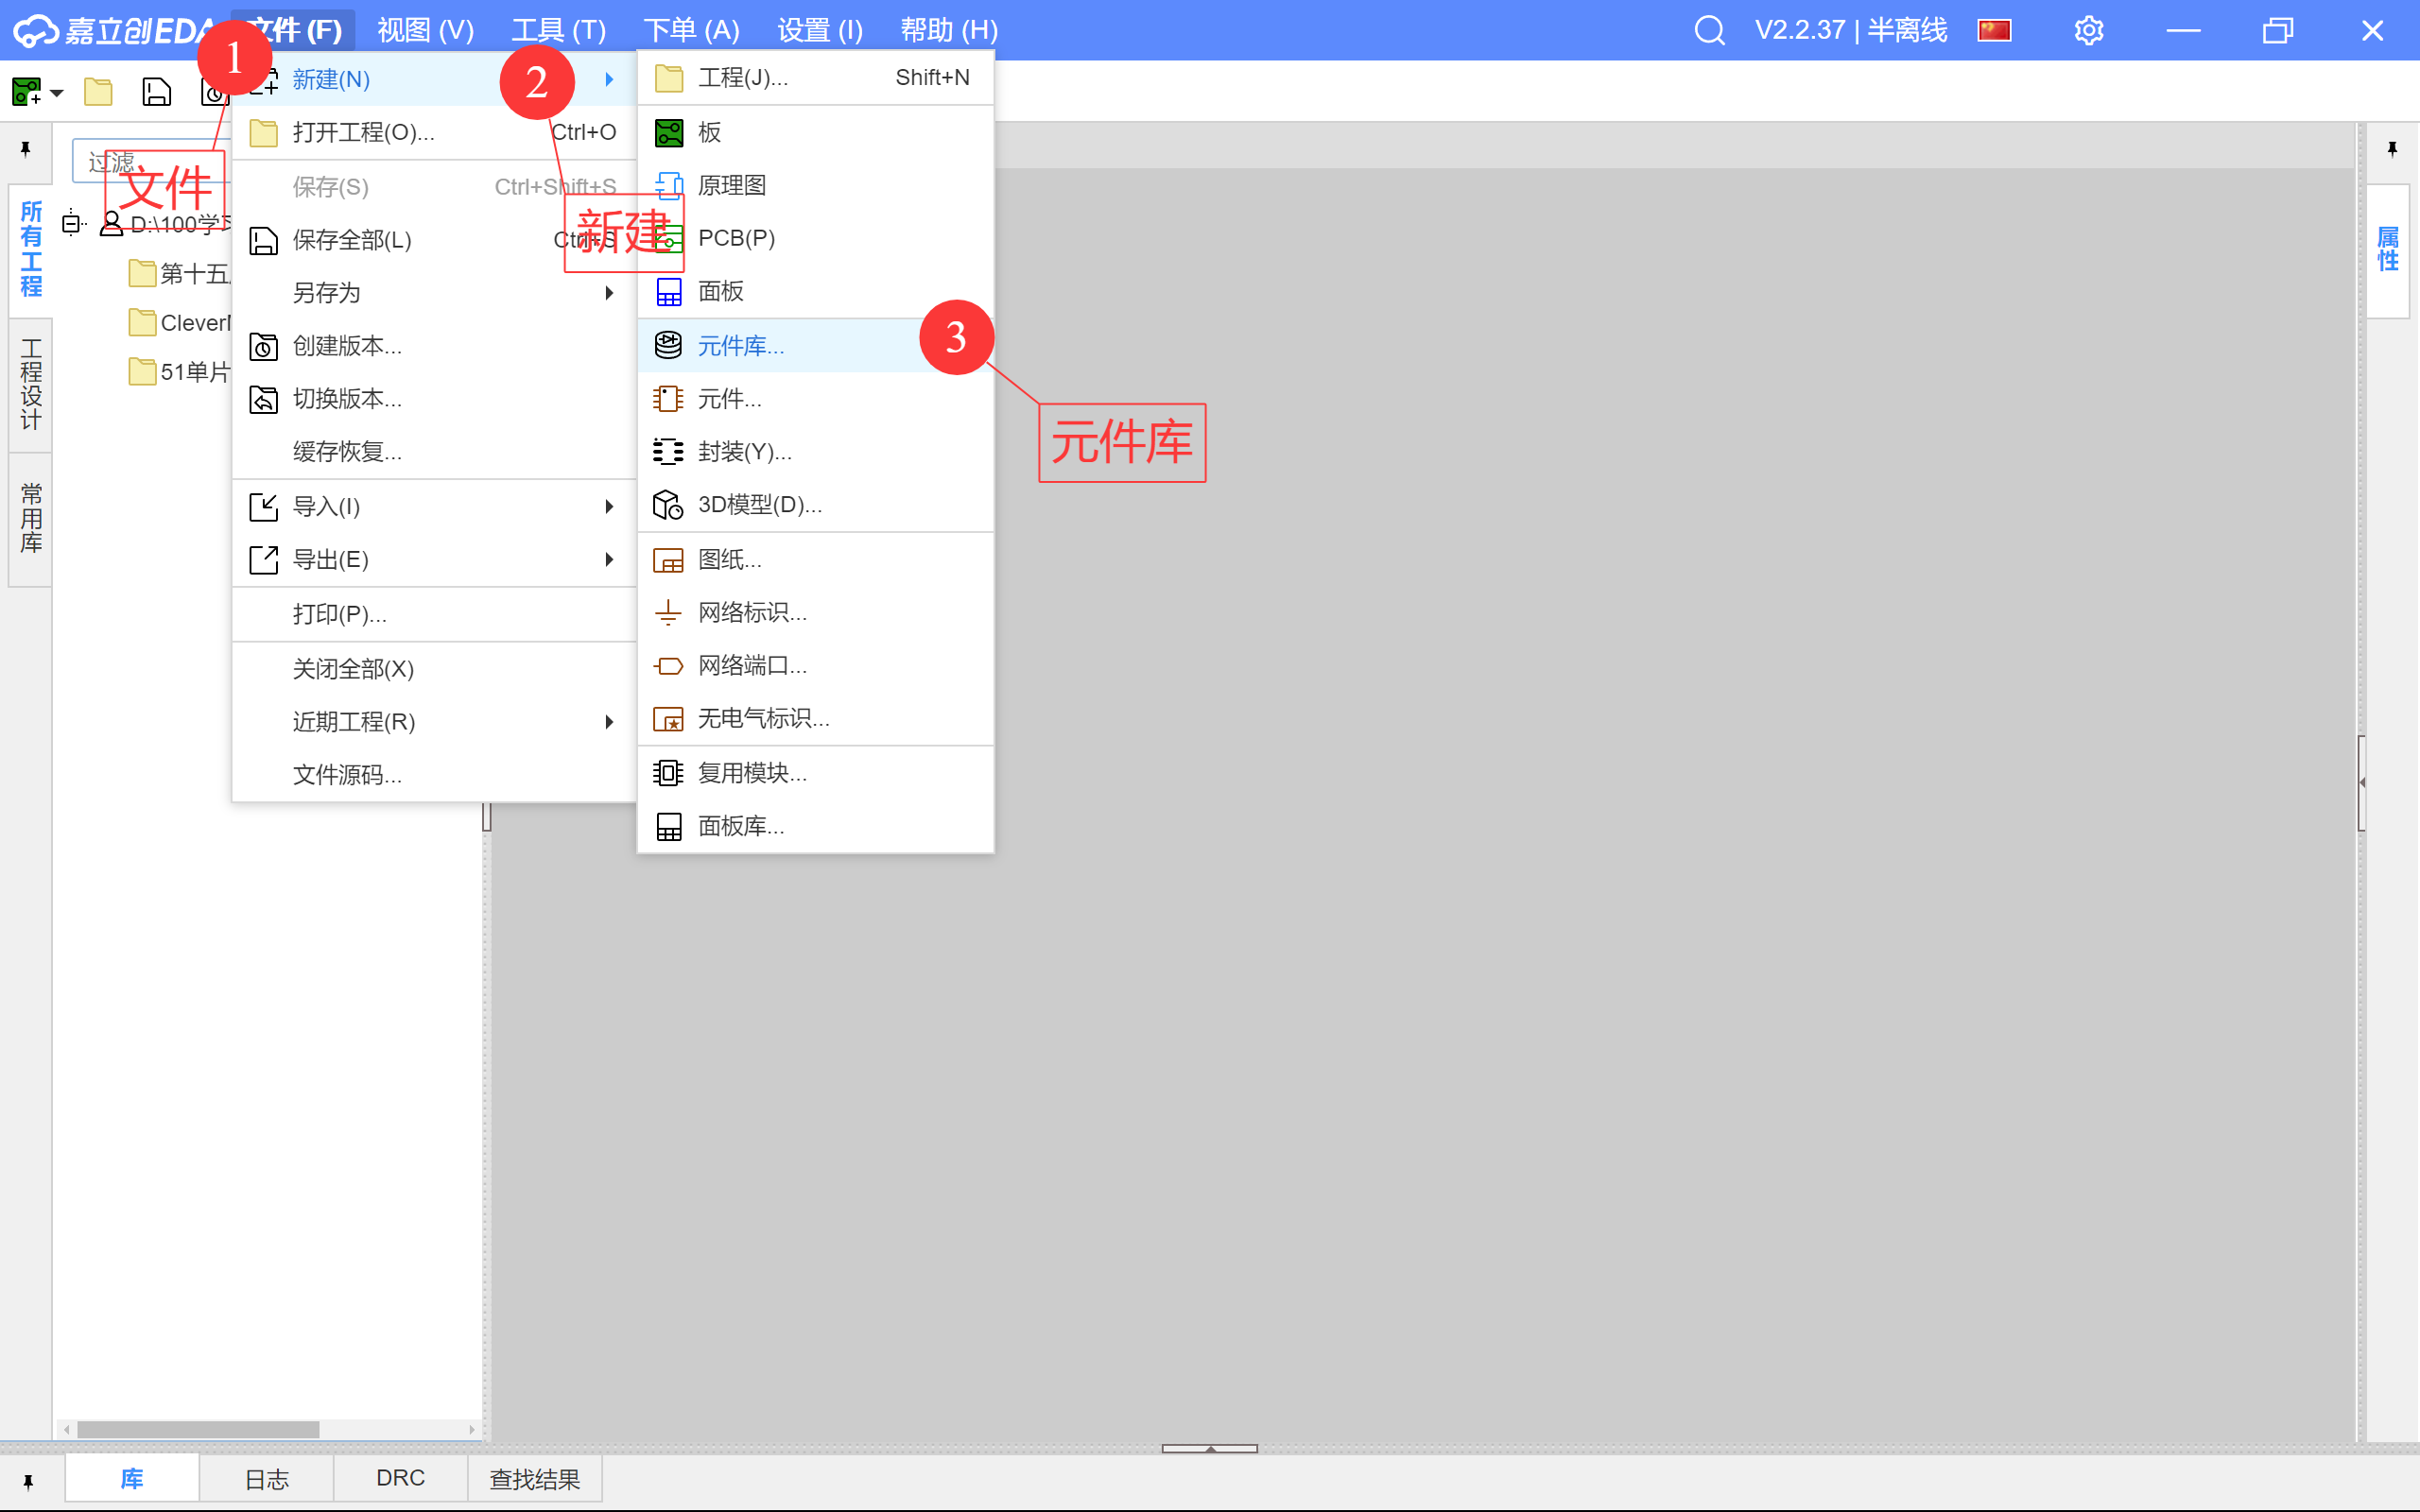 嘉立创EDA 文件 (F) 视图 (V) 工具 (T) 下单 (A) 设置 (I) 帮助 (H) V2.2.37 | 半离线
1
2
3
文件
新建
元件库
新建(N)
打开工程(O)... Ctrl+O
保存(S) Ctrl+Shift+S
保存全部(L) Ctrl+S
另存为
创建版本...
切换版本...
缓存恢复...
导入(I)
导出(E)
打印(P)...
关闭全部(X)
近期工程(R)
文件源码...
工程(J)... Shift+N
板
原理图
PCB(P)
面板
元件库...
元件...
封装(Y)...
3D模型(D)...
图纸...
网络标识...
网络端口...
无电气标识...
复用模块...
面板库...
过滤
所有工程
工程设计
常用库
D:\100学习
第十五
Clever
51单片
属性
库 日志 DRC 查找结果